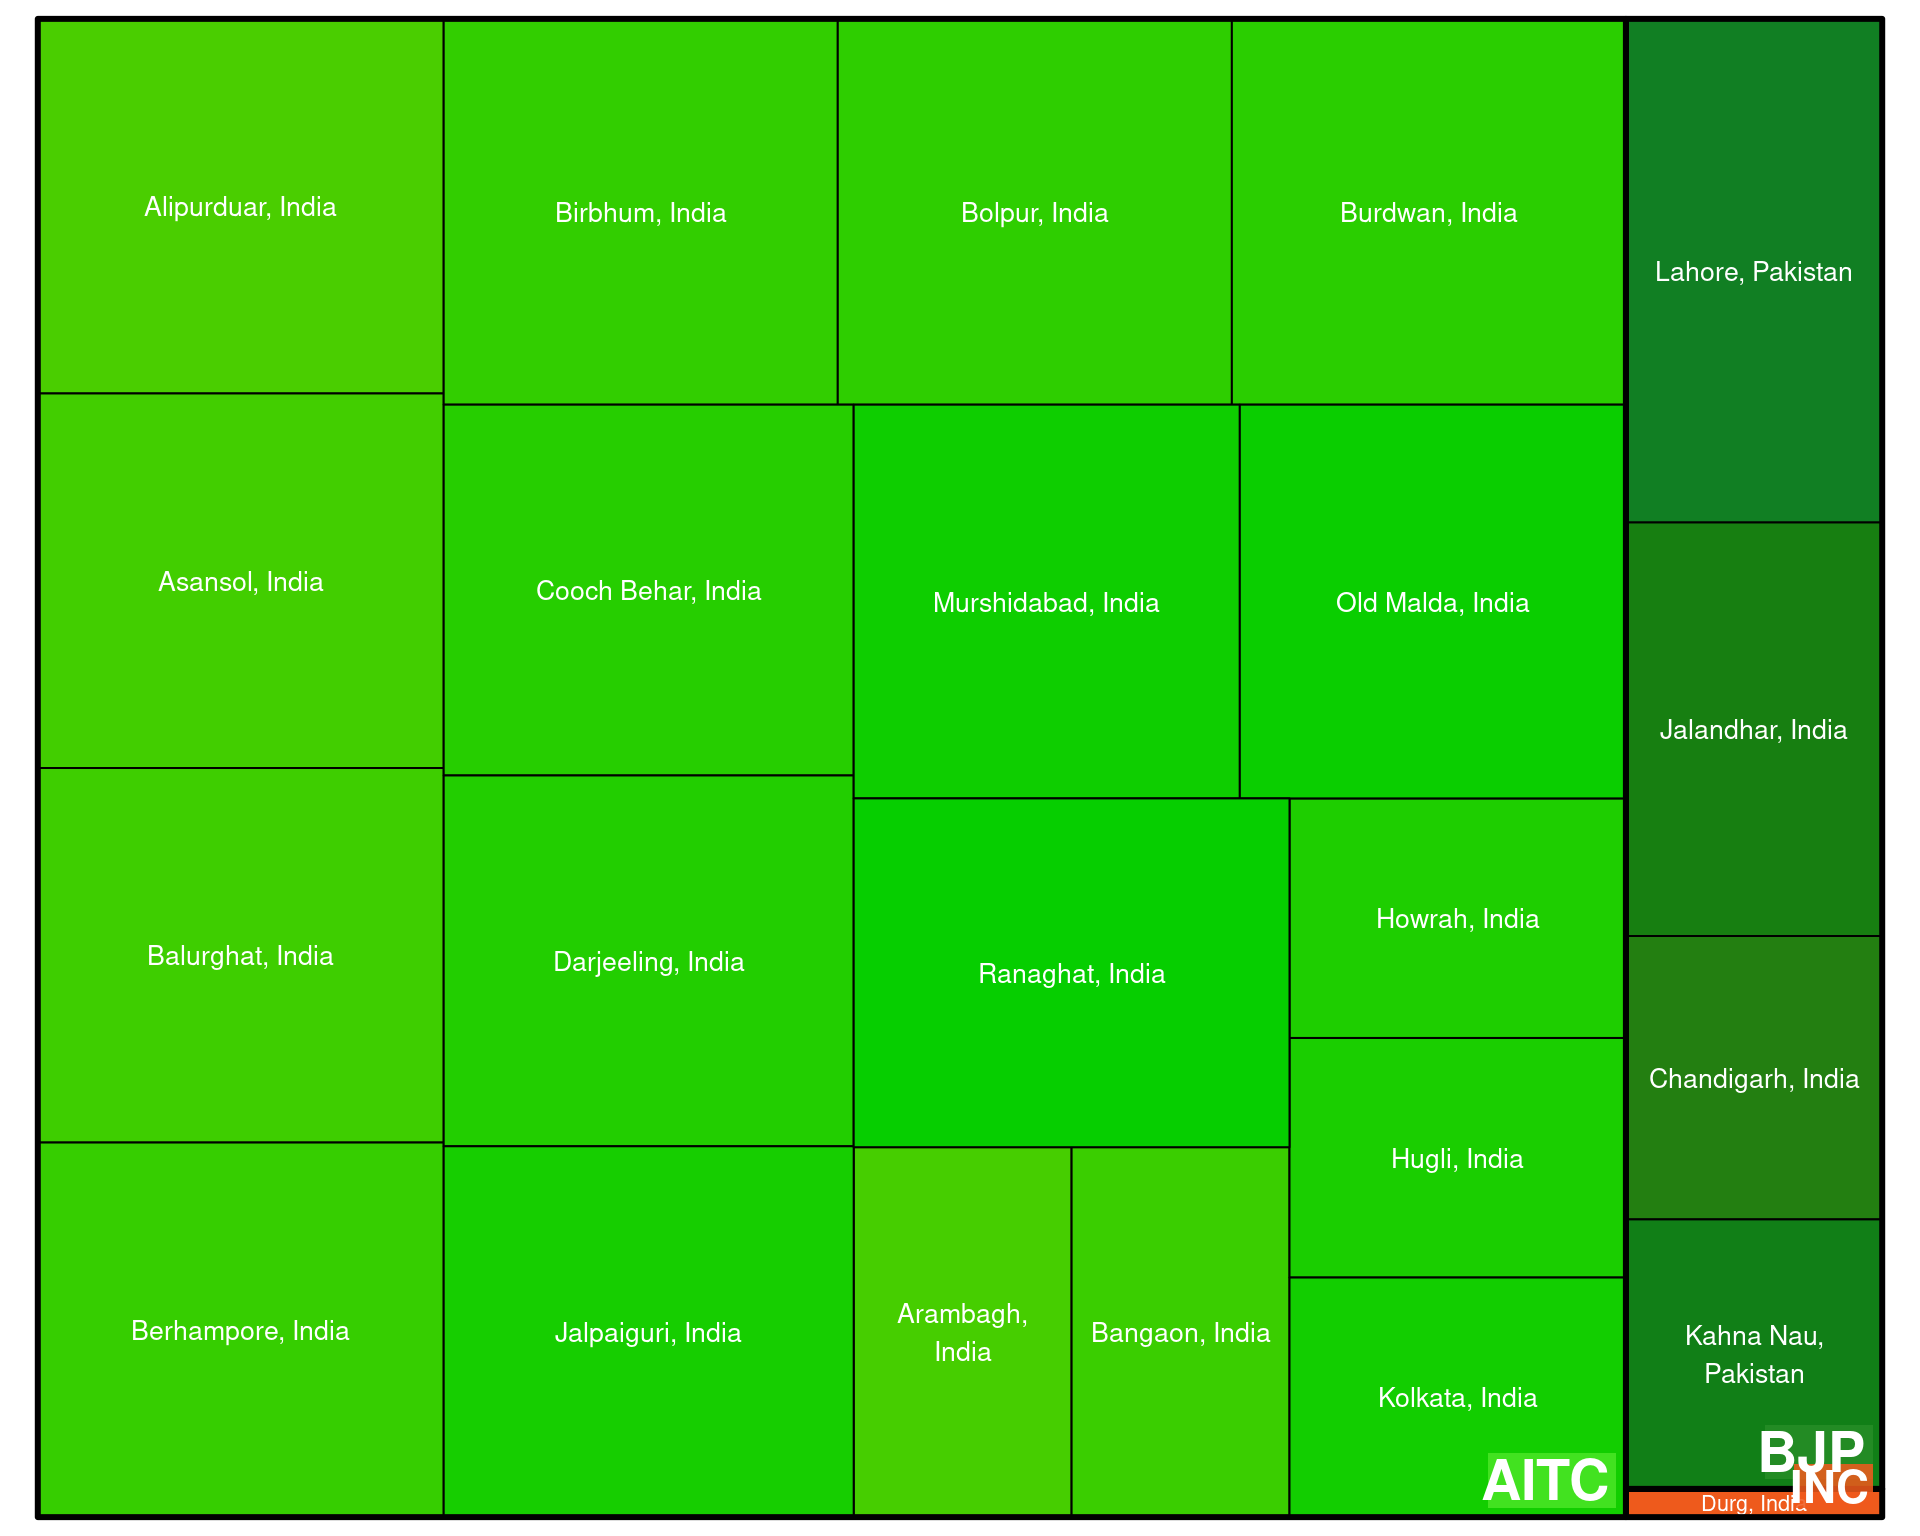 Alipurduar, India
Birbhum, India
Bolpur, India
Burdwan, India
Lahore, Pakistan
Asansol, India
Cooch Behar, India
Murshidabad, India
Old Malda, India
Jalandhar, India
Balurghat, India
Darjeeling, India
Ranaghat, India
Howrah, India
Chandigarh, India
Hugli, India
Berhampore, India
Jalpaiguri, India
Arambagh,
India
Bangaon, India
Kolkata, India
Kahna Nau,
Pakistan
AITC
BJP
INC
Durg, India